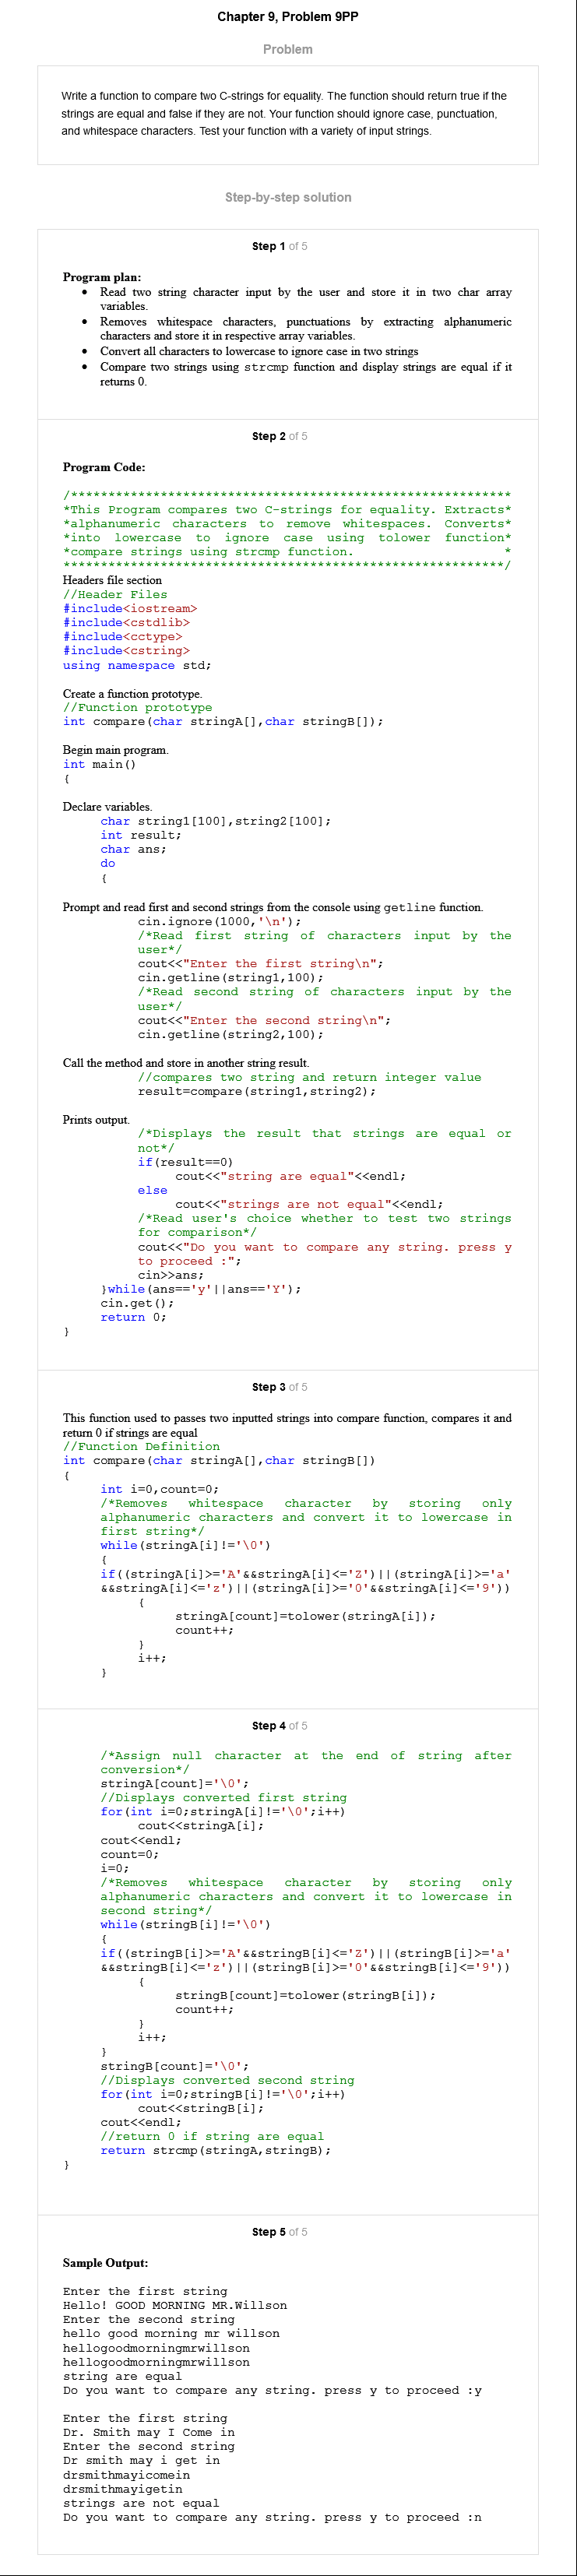 Chapter 9, Problem 9PP
Problem
Write a function to compare two C-strings for equality. The function should return true if the
strings are equal and false if they are not. Your function should ignore case, punctuation,
and whitespace characters. Test your function with a variety of input strings.
Step-by-step solution
Step 1 of 5
Program plan:
• Read two string character input by the user and store it in two char array
variables.
• Removes whitespace characters, punctuations by extracting alphanumeric
characters and store it in respective array variables.
• Convert all characters to lowercase to ignore case in two strings
• Compare two strings using strcmp function and display strings are equal if it
returns 0.
Step 2 of 5
Program Code:
/***********************************************************
*This Program compares two C-strings for equality. Extracts*
*alphanumeric characters to remove whitespaces. Converts*
*into lowercase to ignore case using tolower function*
*compare strings using strcmp function. *
***********************************************************/
Headers file section
//Header Files
#include<iostream>
#include<cstdlib>
#include<cctype>
#include<cstring>
using namespace std;
Create a function prototype.
//Function prototype
int compare(char stringA[],char stringB[]);
Begin main program.
int main()
{
Declare variables.
char string1[100],string2[100];
int result;
char ans;
do
{
Prompt and read first and second strings from the console using getline function.
cin.ignore(1000,'\n');
/*Read first string of characters input by the
user*/
cout<<"Enter the first string\n";
cin.getline(string1,100);
/*Read second string of characters input by the
user*/
cout<<"Enter the second string\n";
cin.getline(string2,100);
Call the method and store in another string result.
//compares two string and return integer value
result=compare(string1,string2);
Prints output.
/*Displays the result that strings are equal or
not*/
if(result==0)
cout<<"string are equal"<<endl;
else
cout<<"strings are not equal"<<endl;
/*Read user's choice whether to test two strings
for comparison*/
cout<<"Do you want to compare any string. press y
to proceed :";
cin>>ans;
}while(ans=='y'||ans=='Y');
cin.get();
return 0;
}
Step 3 of 5
This function used to passes two inputted strings into compare function, compares it and
return 0 if strings are equal
//Function Definition
int compare(char stringA[],char stringB[])
{
int i=0,count=0;
/*Removes whitespace character by storing only
alphanumeric characters and convert it to lowercase in
first string*/
while(stringA[i]!='\0')
{
if((stringA[i]>='A'&&stringA[i]<='Z')||(stringA[i]>='a'
&&stringA[i]<='z')||(stringA[i]>='0'&&stringA[i]<='9'))
{
stringA[count]=tolower(stringA[i]);
count++;
}
i++;
}
Step 4 of 5
/*Assign null character at the end of string after
conversion*/
stringA[count]='\0';
//Displays converted first string
for(int i=0;stringA[i]!='\0';i++)
cout<<stringA[i];
cout<<endl;
count=0;
i=0;
/*Removes whitespace character by storing only
alphanumeric characters and convert it to lowercase in
second string*/
while(stringB[i]!='\0')
{
if((stringB[i]>='A'&&stringB[i]<='Z')||(stringB[i]>='a'
&&stringB[i]<='z')||(stringB[i]>='0'&&stringB[i]<='9'))
{
stringB[count]=tolower(stringB[i]);
count++;
}
i++;
}
stringB[count]='\0';
//Displays converted second string
for(int i=0;stringB[i]!='\0';i++)
cout<<stringB[i];
cout<<endl;
//return 0 if string are equal
return strcmp(stringA,stringB);
}
Step 5 of 5
Sample Output:
Enter the first string
Hello! GOOD MORNING MR.Willson
Enter the second string
hello good morning mr willson
hellogoodmorningmrwillson
hellogoodmorningmrwillson
string are equal
Do you want to compare any string. press y to proceed :y
Enter the first string
Dr. Smith may I Come in
Enter the second string
Dr smith may i get in
drsmithmayicomein
drsmithmayigetin
strings are not equal
Do you want to compare any string. press y to proceed :n